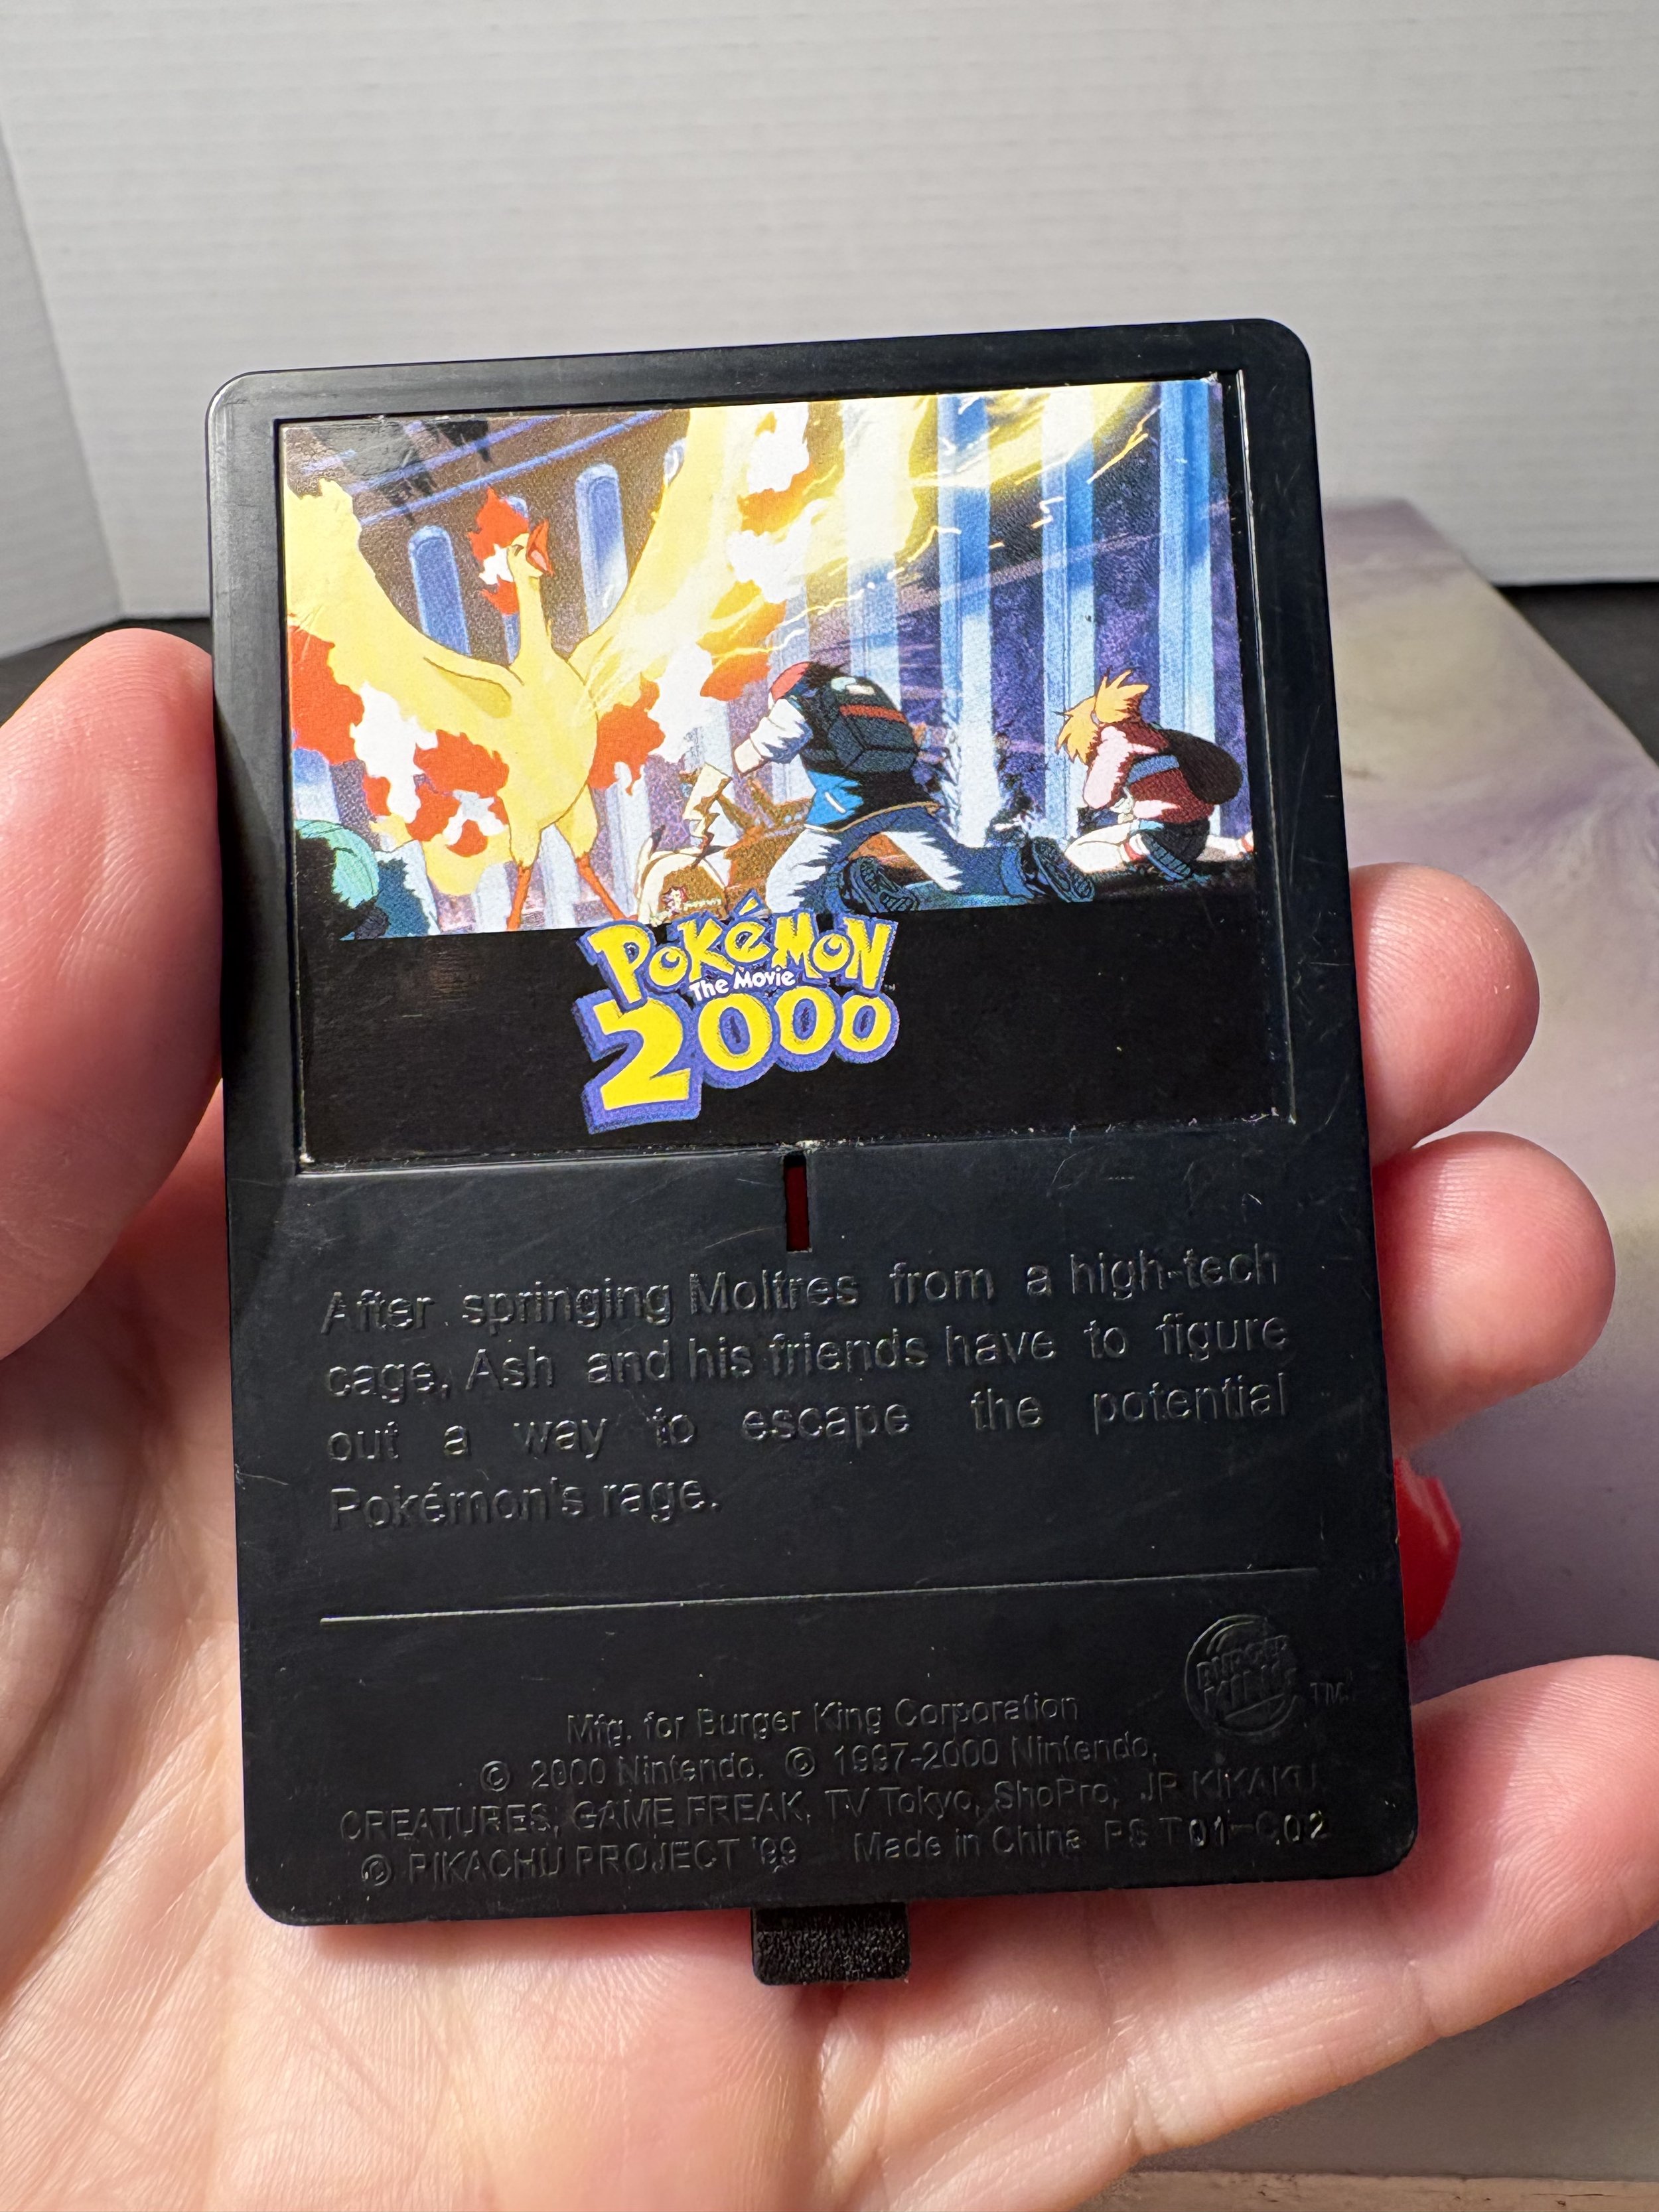 POKéMON
The Movie
2000
After springing Moltres from a high-tech
cage, Ash and his friends have to figure
out a way to escape the potential
Pokémon's rage.
BURGER
KING TM
Mfg. for Burger King Corporation
© 2000 Nintendo. © 1997-2000 Nintendo,
CREATURES, GAME FREAK, TV Tokyo, ShoPro, JR KIKAKU
© PIKACHU PROJECT '99 Made in China PS T01-C02